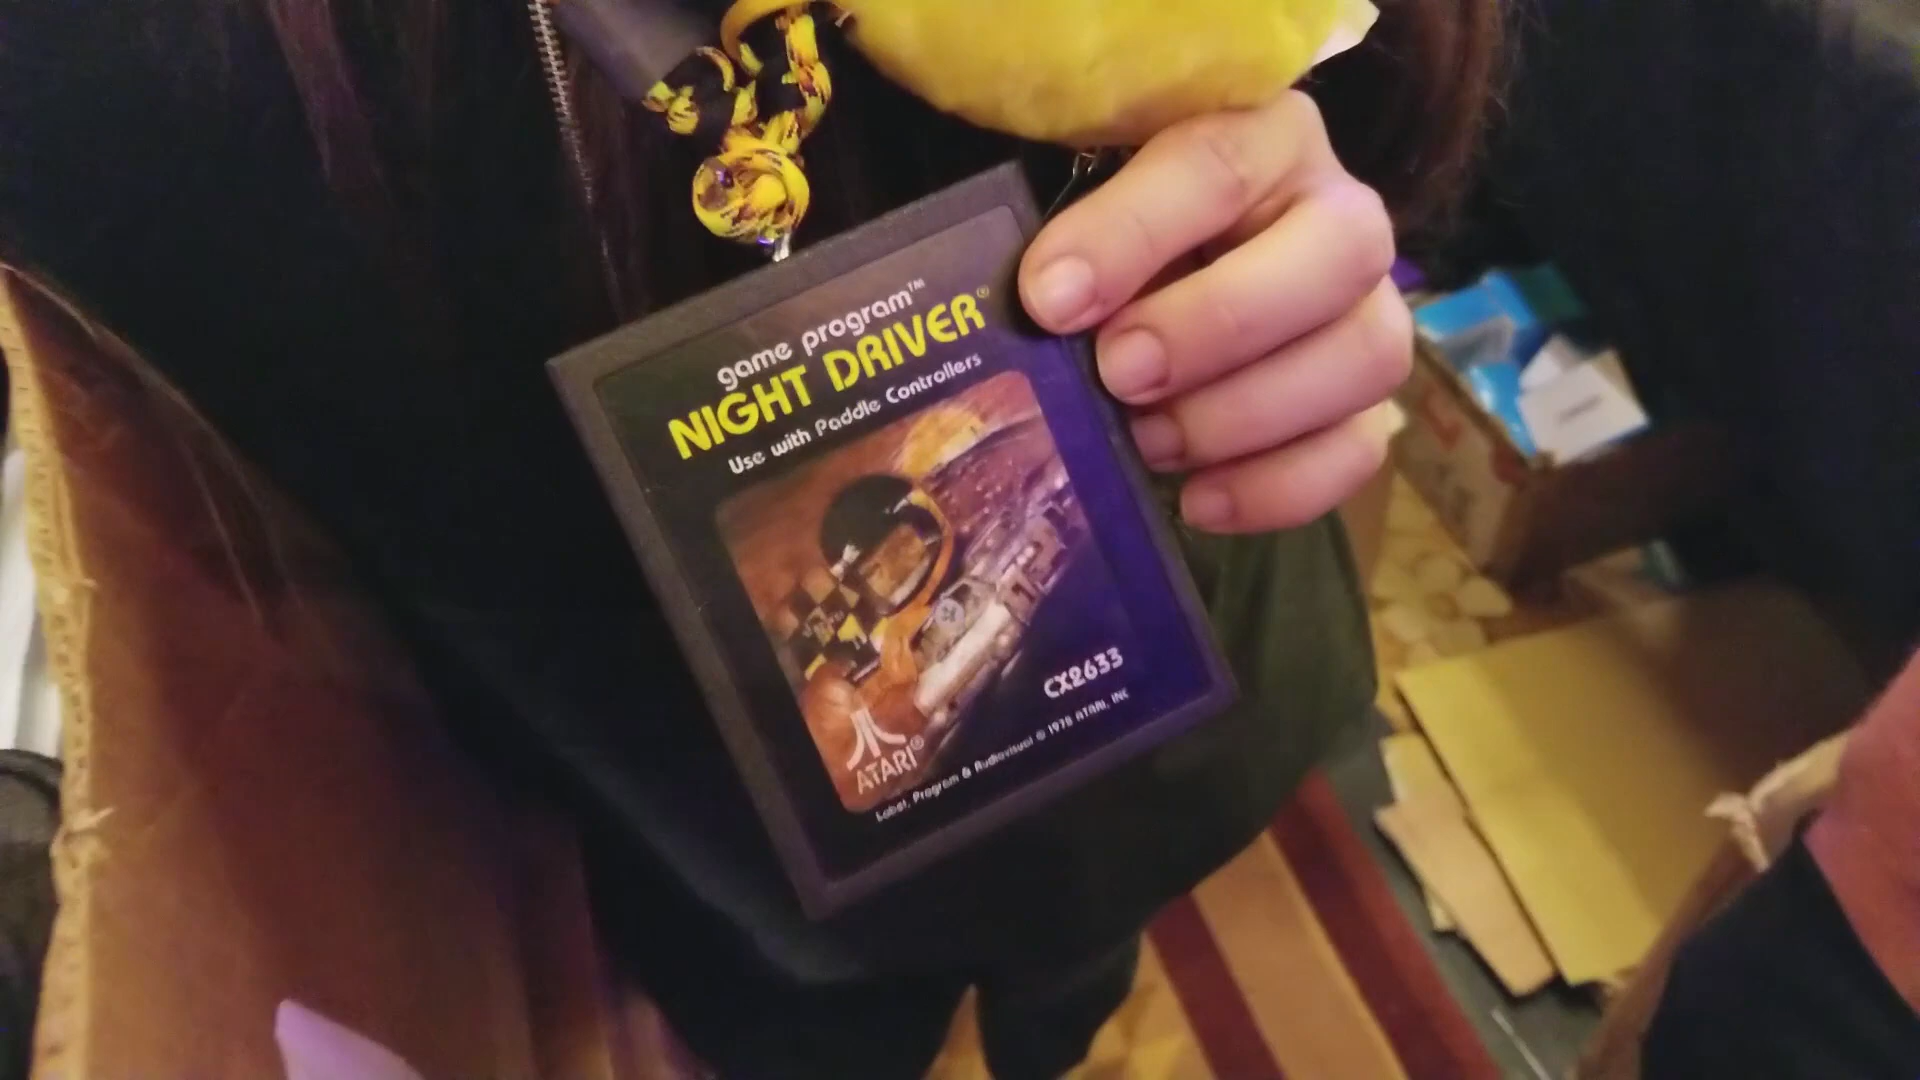 game program™
NIGHT DRIVER®
Use with Paddle Controllers
CX2633
ATARI®
Label, Program & Audiovisual © 1978 ATARI, INC